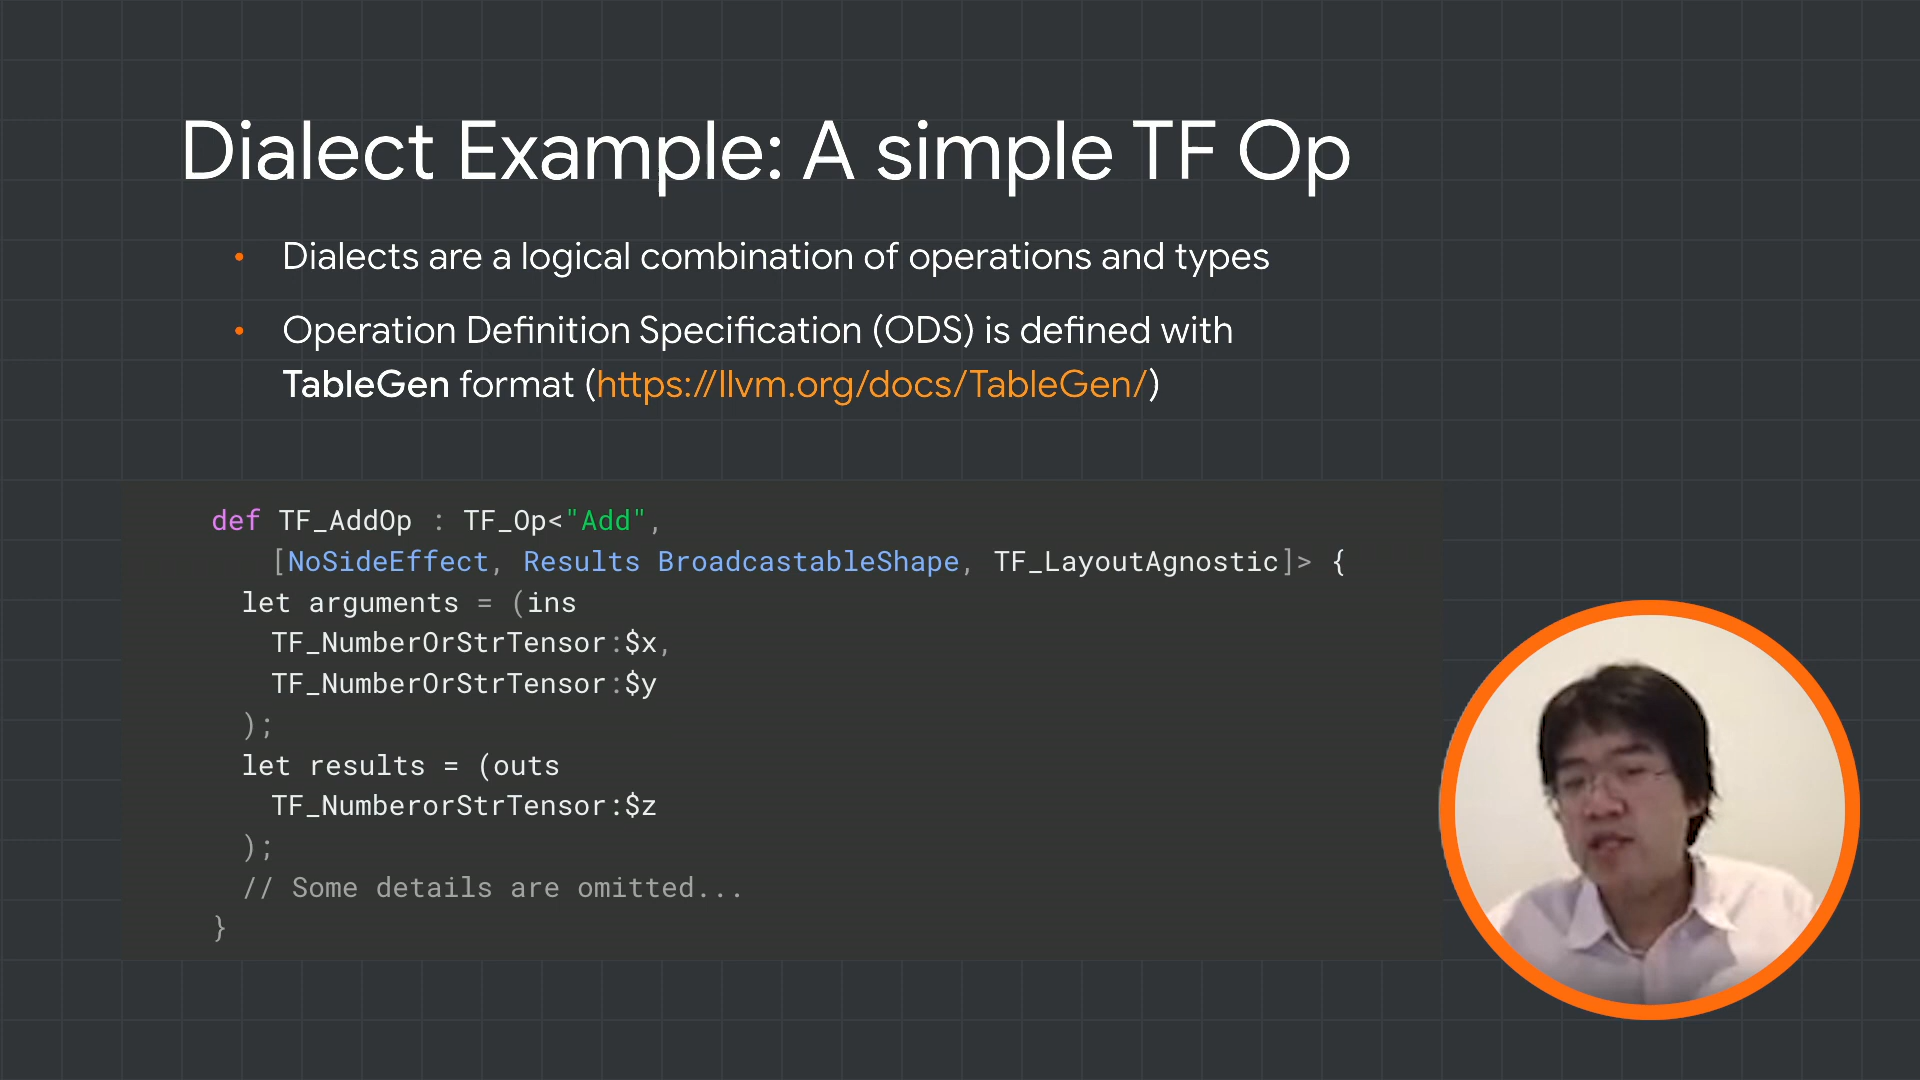 Dialect Example: A simple TF Op
• Dialects are a logical combination of operations and types
• Operation Definition Specification (ODS) is defined with
TableGen format (https://llvm.org/docs/TableGen/)
def TF_AddOp : TF_Op<"Add",
[NoSideEffect, Results BroadcastableShape, TF_LayoutAgnostic]> {
let arguments = (ins
TF_NumberOrStrTensor:$x,
TF_NumberOrStrTensor:$y
);
let results = (outs
TF_NumberorStrTensor:$z
);
// Some details are omitted...
}